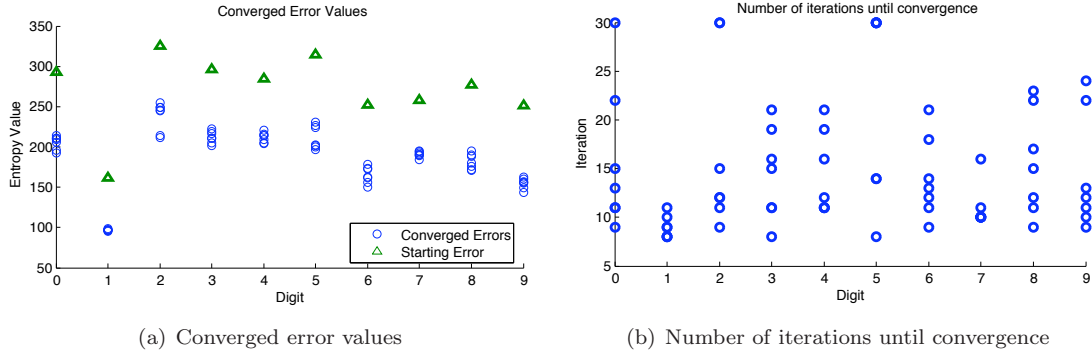 Converged Error Values
350
300
250
200
150
100
50
Entropy Value
Converged Errors
Starting Error
0 1 2 3 4 5 6 7 8 9
Digit
(a) Converged error values
Number of iterations until convergence
30
25
20
15
10
5
Iteration
0 1 2 3 4 5 6 7 8 9
Digit
(b) Number of iterations until convergence